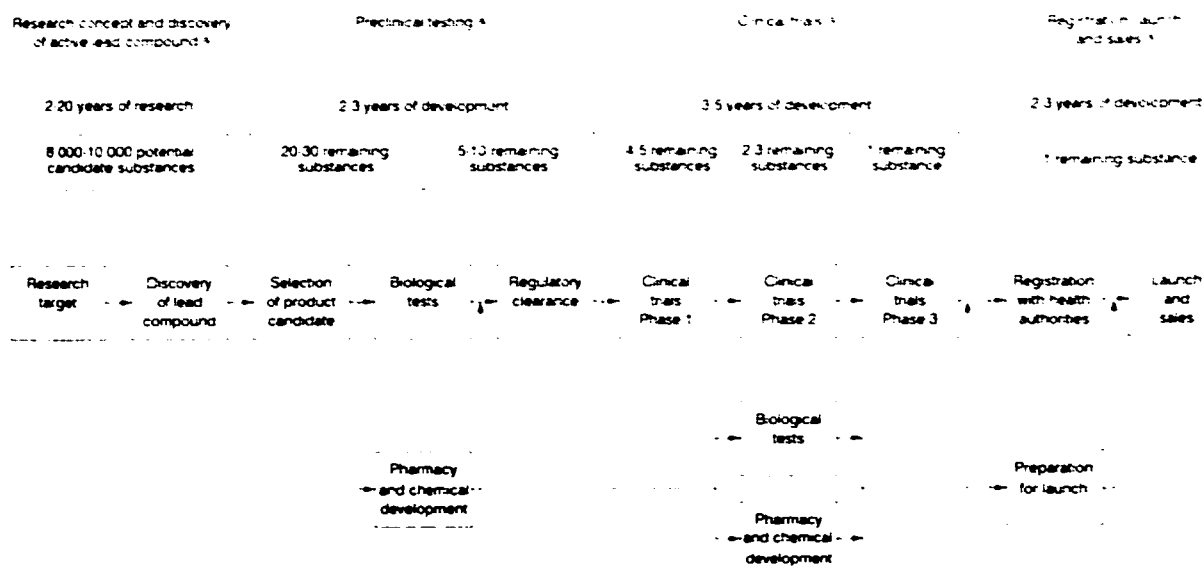 Research concept and discovery
of active lead compound
Preclinical testing
Clinical trials
Registration launch
and sales
2-20 years of research
2-3 years of development
3-5 years of development
2-3 years of development
8 000-10 000 potential
candidate substances
20-30 remaining
substances
5-10 remaining
substances
4-5 remaining
substances
2-3 remaining
substances
1 remaining
substance
1 remaining substance
Research
target
Discovery
of lead
compound
Selection
of product
candidate
Biological
tests
Regulatory
clearance
Clinical
trials
Phase 1
Clinical
trials
Phase 2
Clinical
trials
Phase 3
Registration
with health
authorities
Launch
and
sales
Biological
tests
Pharmacy
and chemical
development
Preparation
for launch
Pharmacy
and chemical
development